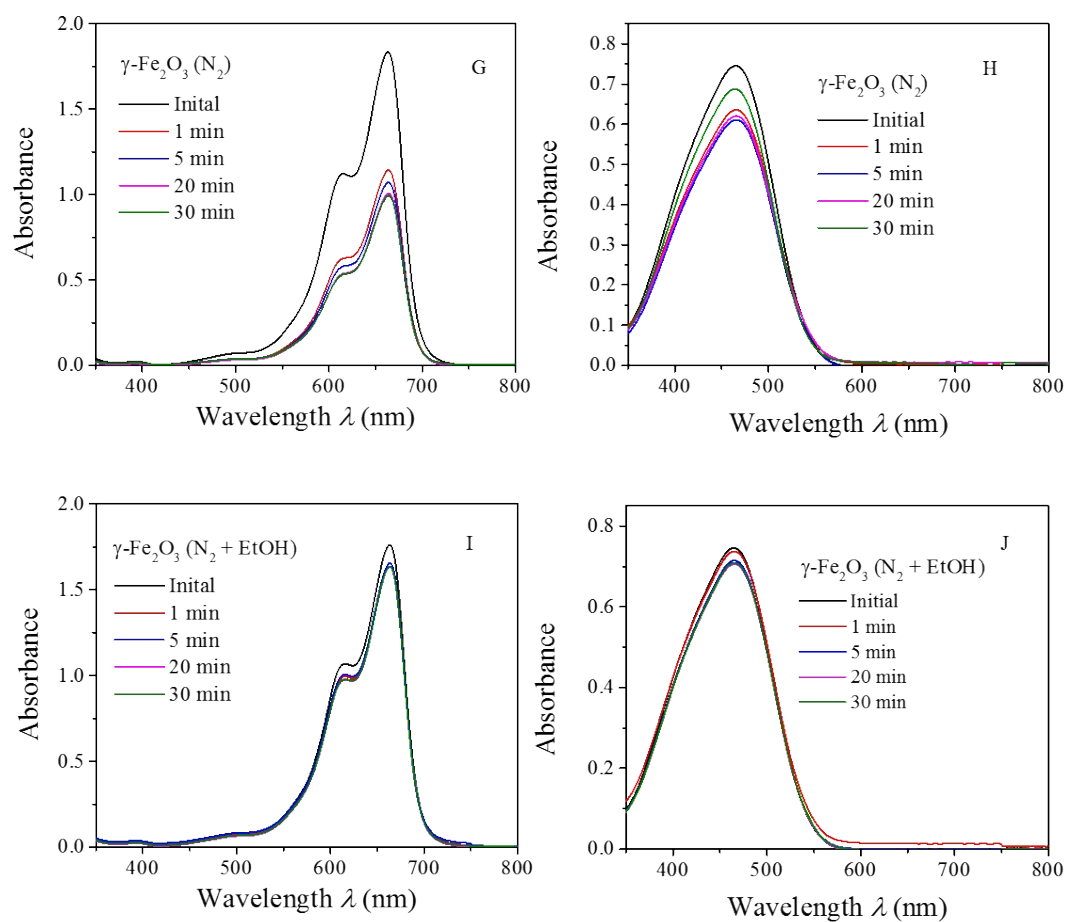 2.0
1.5
1.0
0.5
0.0
Absorbance
γ-Fe₂O₃ (N₂)
Inital
1 min
5 min
20 min
30 min
G
400
500
600
700
800
Wavelength λ (nm)
0.8
0.7
0.6
0.5
0.4
0.3
0.2
0.1
0.0
Absorbance
H
γ-Fe₂O₃ (N₂)
Initial
1 min
5 min
20 min
30 min
400
500
600
700
800
Wavelength λ (nm)
2.0
1.5
1.0
0.5
0.0
Absorbance
γ-Fe₂O₃ (N₂ + EtOH)
Inital
1 min
5 min
20 min
30 min
I
400
500
600
700
800
Wavelength λ (nm)
0.8
0.6
0.4
0.2
0.0
Absorbance
J
γ-Fe₂O₃ (N₂ + EtOH)
Initial
1 min
5 min
20 min
30 min
400
500
600
700
800
Wavelength λ (nm)